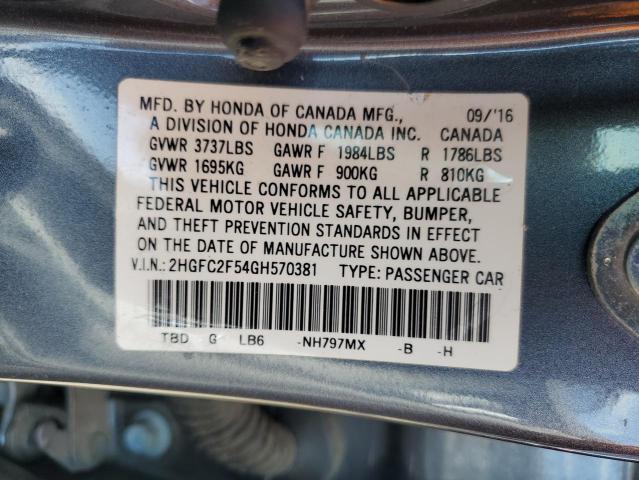 MFD. BY HONDA OF CANADA MFG., 09/'16
A DIVISION OF HONDA CANADA INC. CANADA
GVWR 3737LBS GAWR F 1984LBS R 1786LBS
GVWR 1695KG GAWR F 900KG R 810KG
THIS VEHICLE CONFORMS TO ALL APPLICABLE
FEDERAL MOTOR VEHICLE SAFETY, BUMPER,
AND THEFT PREVENTION STANDARDS IN EFFECT
ON THE DATE OF MANUFACTURE SHOWN ABOVE.
V.I.N.: 2HGFC2F54GH570381 TYPE: PASSENGER CAR
TBD -G LB6 -NH797MX -B -H